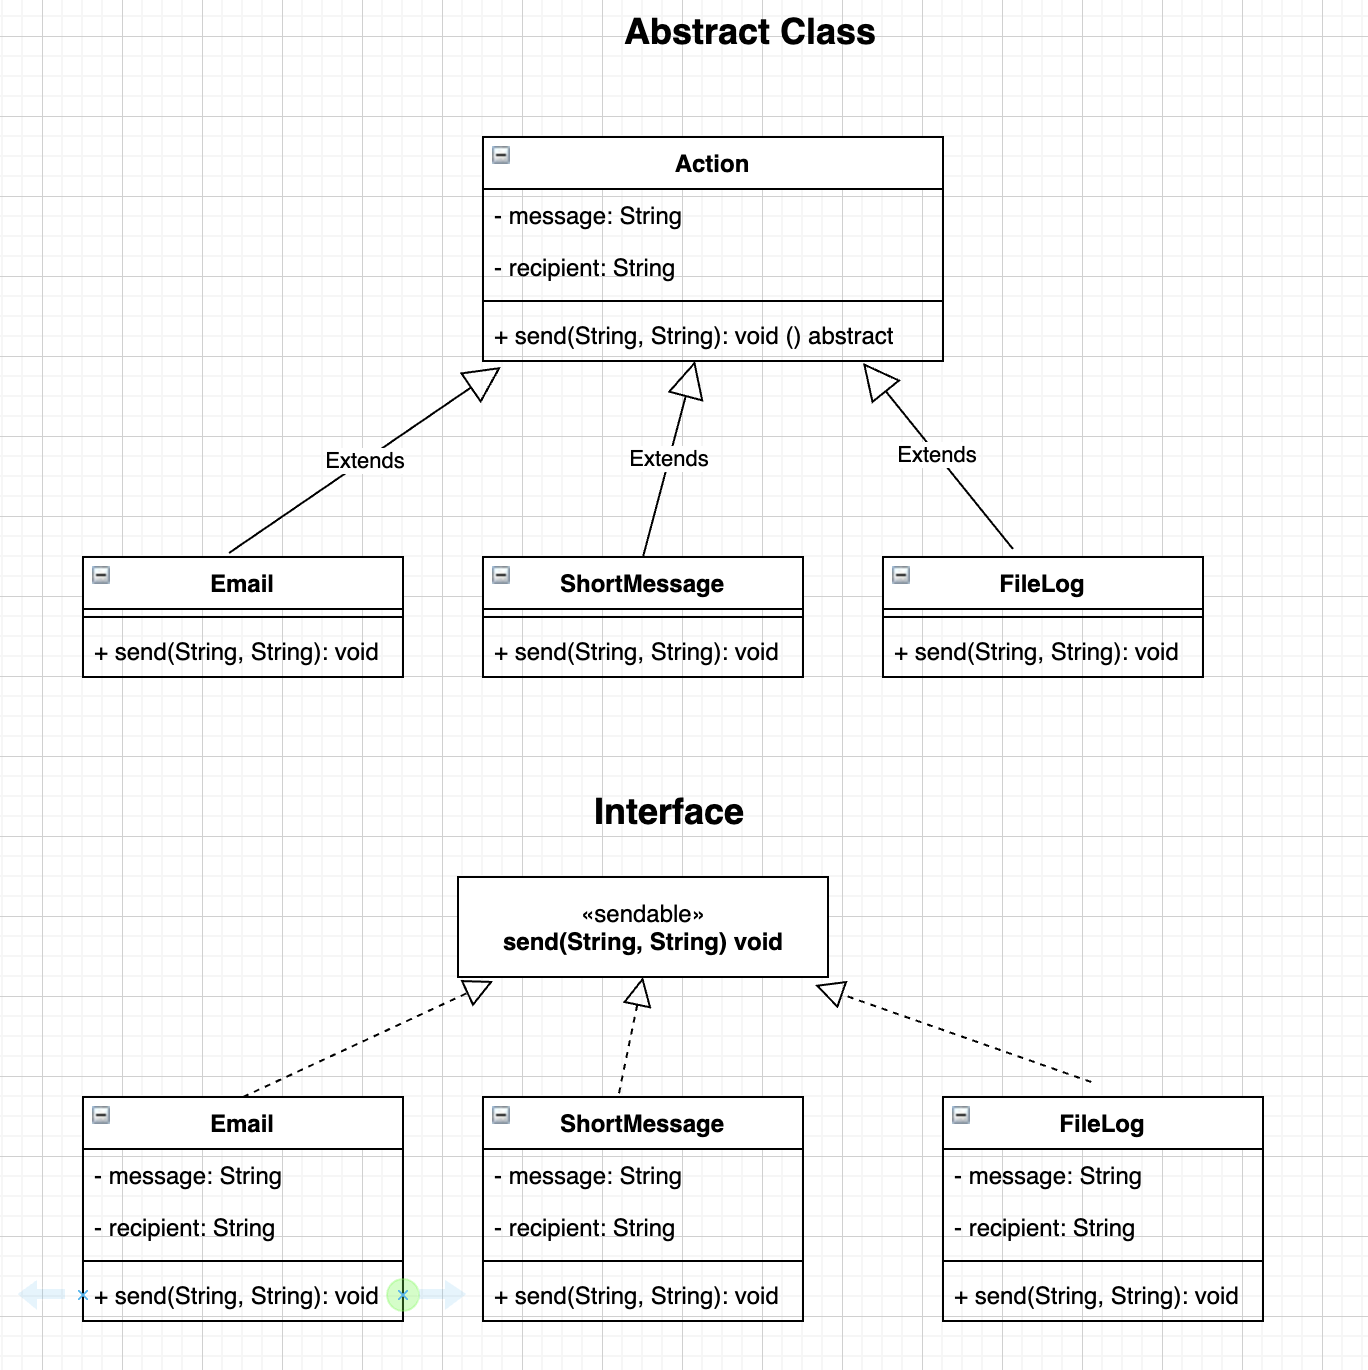 Abstract Class
Action
- message: String
- recipient: String
+ send(String, String): void () abstract
Extends
Extends
Extends
Email
+ send(String, String): void
ShortMessage
+ send(String, String): void
FileLog
+ send(String, String): void
Interface
«sendable»
send(String, String) void
Email
- message: String
- recipient: String
+ send(String, String): void
ShortMessage
- message: String
- recipient: String
+ send(String, String): void
FileLog
- message: String
- recipient: String
+ send(String, String): void